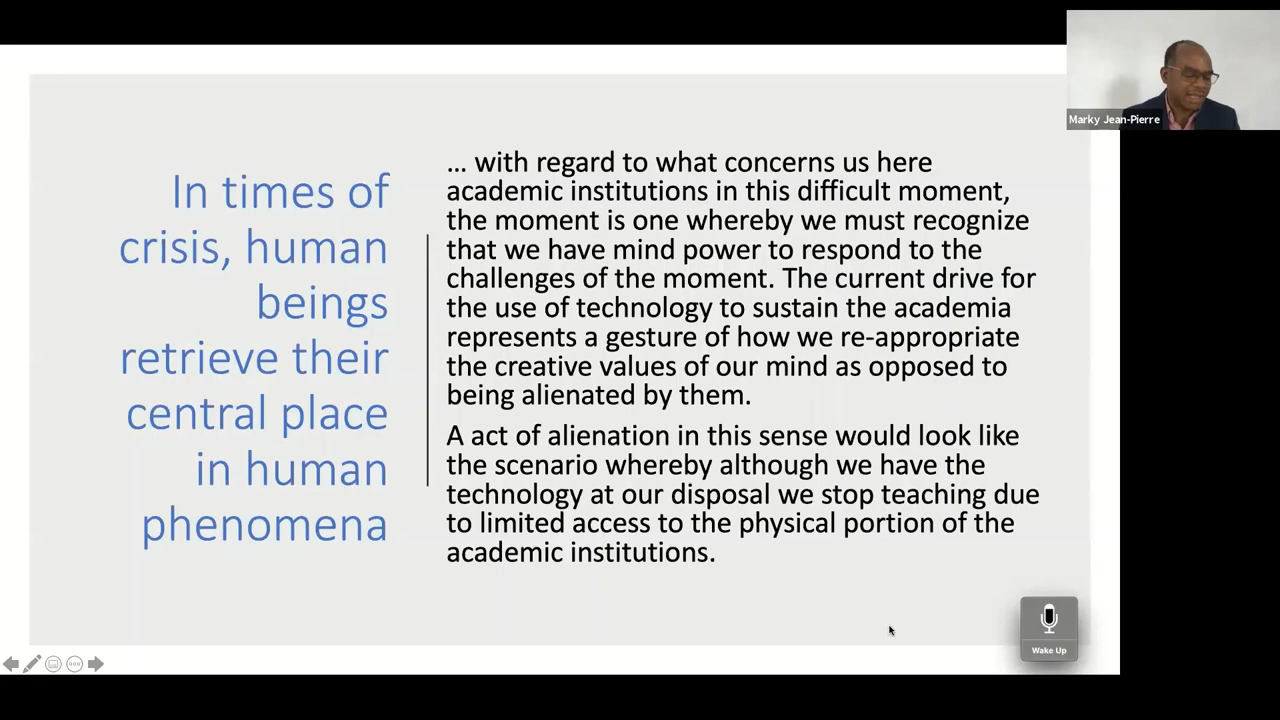 Marky Jean-Pierre
In times of
crisis, human
beings
retrieve their
central place
in human
phenomena
... with regard to what concerns us here
academic institutions in this difficult moment,
the moment is one whereby we must recognize
that we have mind power to respond to the
challenges of the moment. The current drive for
the use of technology to sustain the academia
represents a gesture of how we re-appropriate
the creative values of our mind as opposed to
being alienated by them.
A act of alienation in this sense would look like
the scenario whereby although we have the
technology at our disposal we stop teaching due
to limited access to the physical portion of the
academic institutions.
Wake Up